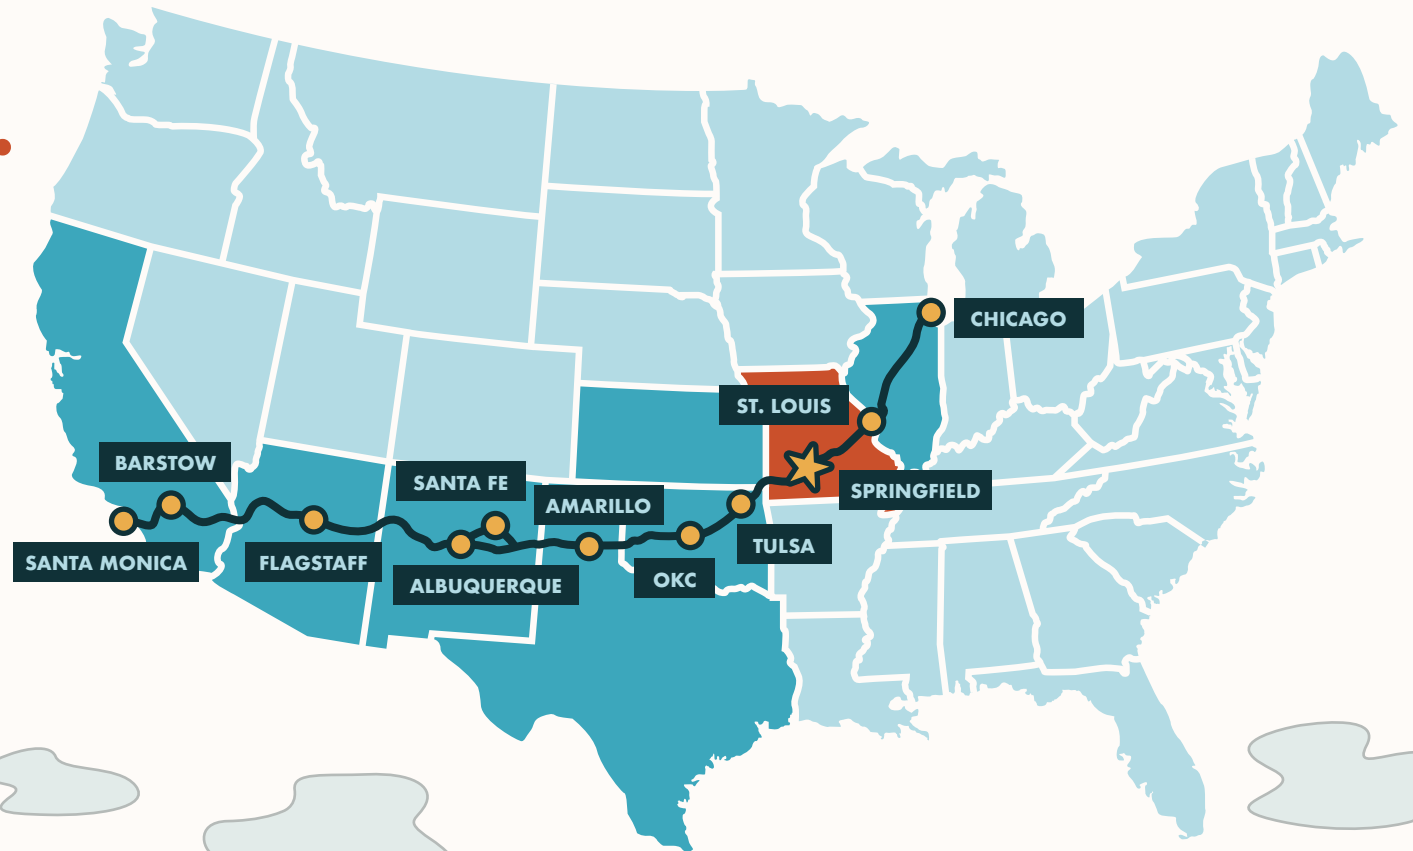 CHICAGO
ST. LOUIS
BARSTOW
SANTA FE
SPRINGFIELD
AMARILLO
TULSA
SANTA MONICA
FLAGSTAFF
OKC
ALBUQUERQUE